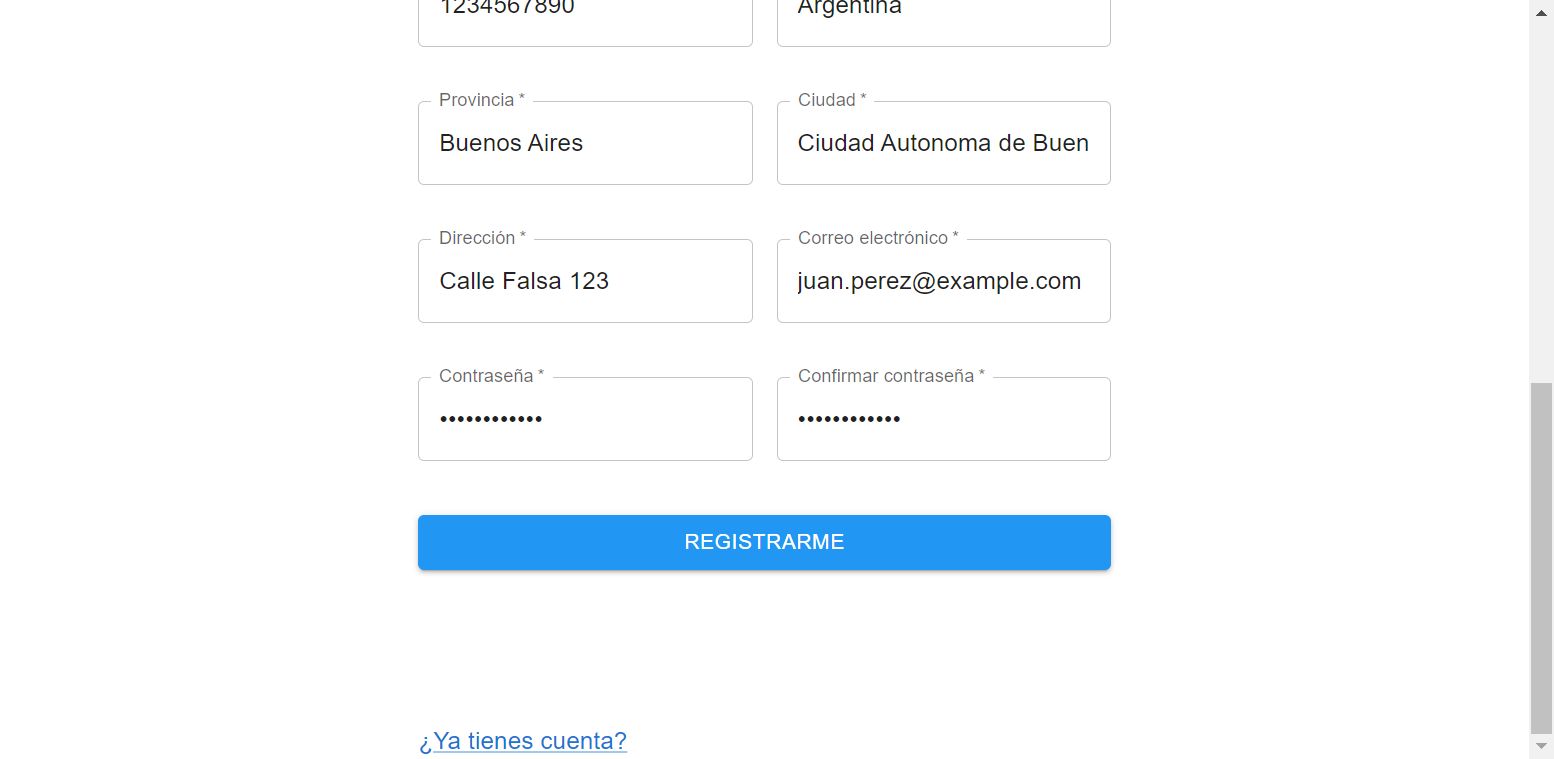 1234567890 Argentina
Provincia * Ciudad *
Buenos Aires Ciudad Autonoma de Buen
Dirección * Correo electrónico *
Calle Falsa 123 juan.perez@example.com
Contraseña * Confirmar contraseña *
•••••••••••• ••••••••••••
REGISTRARME
¿Ya tienes cuenta?